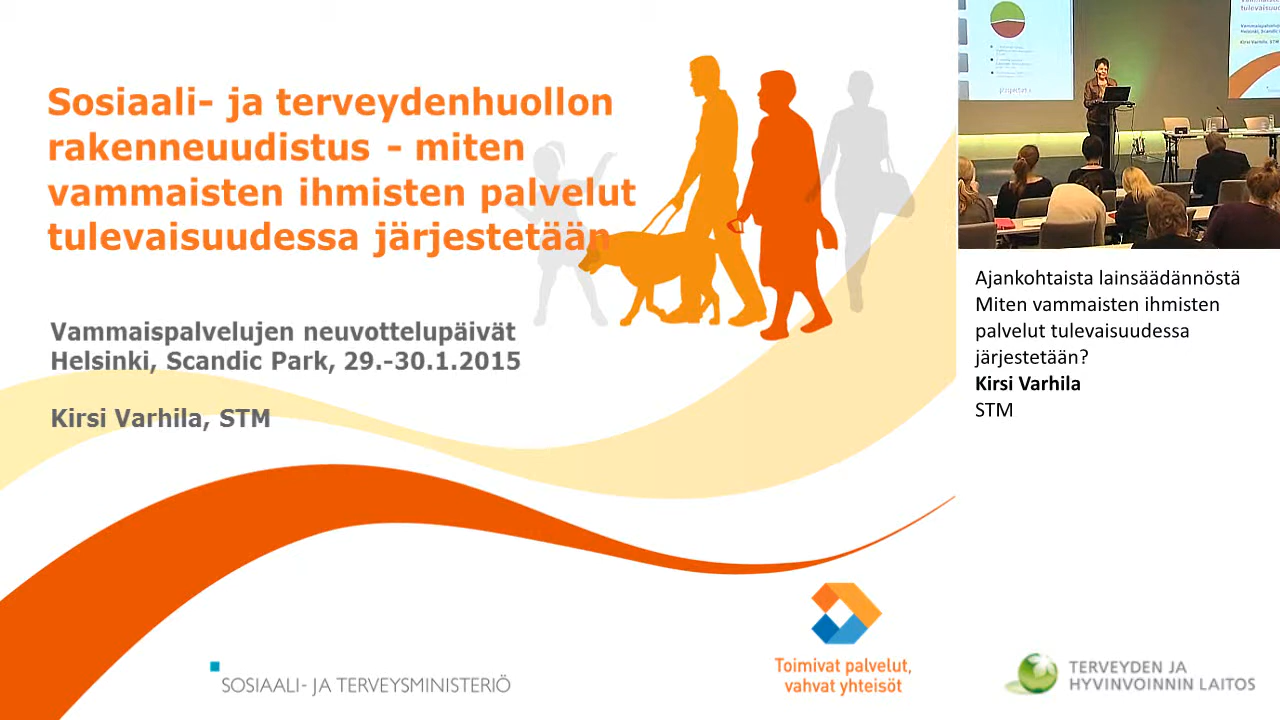 Sosiaali- ja terveydenhuollon
rakenneuudistus - miten
vammaisten ihmisten palvelut
tulevaisuudessa järjestetään
Vammaispalvelujen neuvottelupäivät
Helsinki, Scandic Park, 29.-30.1.2015
Kirsi Varhila, STM
SOSIAALI- JA TERVEYSMINISTERIÖ
Toimivat palvelut,
vahvat yhteisöt
Ajankohtaista lainsäädännöstä
Miten vammaisten ihmisten
palvelut tulevaisuudessa
järjestetään?
Kirsi Varhila
STM
TERVEYDEN JA
HYVINVOINNIN LAITOS